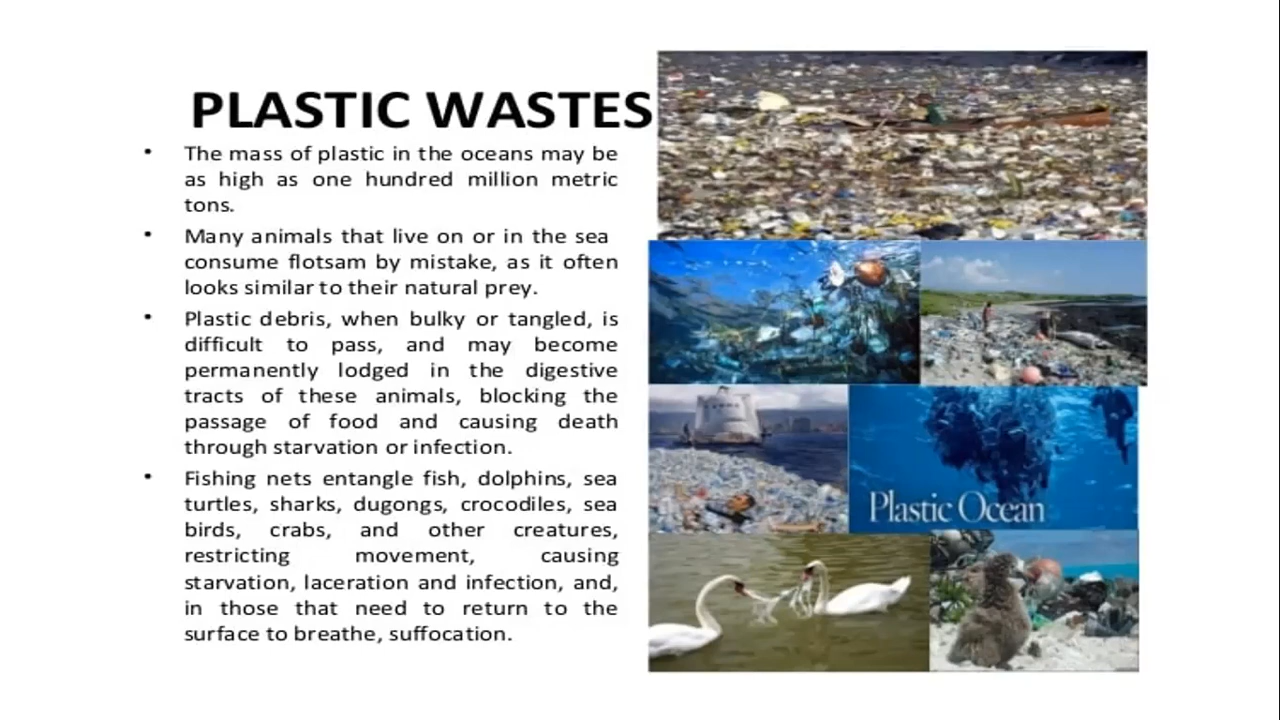 PLASTIC WASTES
• The mass of plastic in the oceans may be
as high as one hundred million metric
tons.
• Many animals that live on or in the sea
consume flotsam by mistake, as it often
looks similar to their natural prey.
• Plastic debris, when bulky or tangled, is
difficult to pass, and may become
permanently lodged in the digestive
tracts of these animals, blocking the
passage of food and causing death
through starvation or infection.
• Fishing nets entangle fish, dolphins, sea
turtles, sharks, dugongs, crocodiles, sea
birds, crabs, and other creatures,
restricting movement, causing
starvation, laceration and infection, and,
in those that need to return to the
surface to breathe, suffocation.
Plastic Ocean